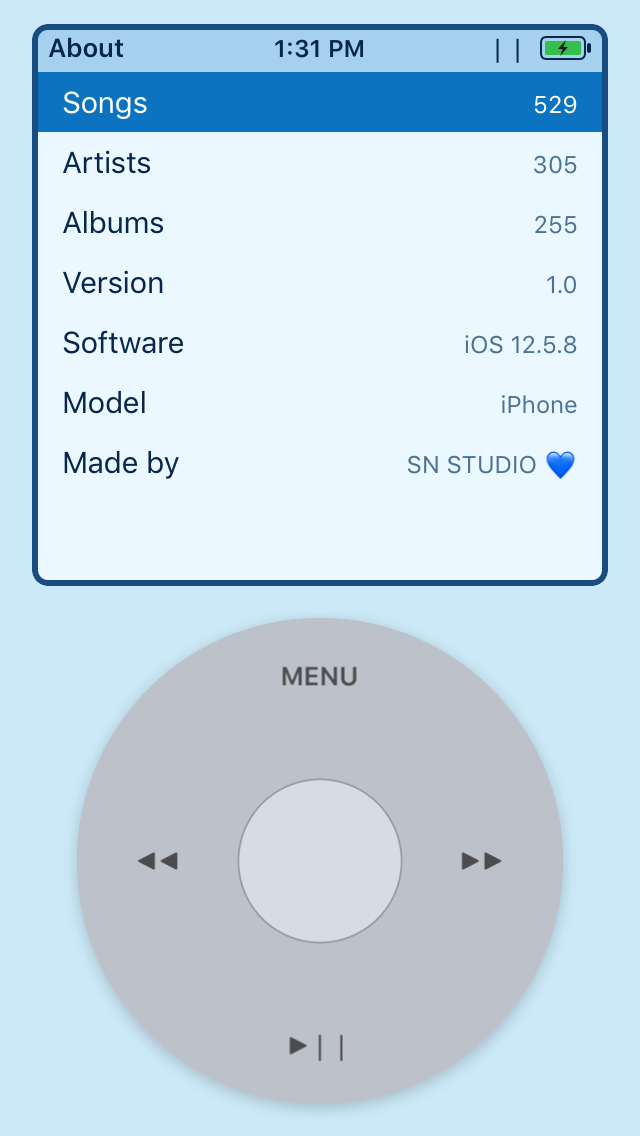 About 1:31 PM
Songs 529
Artists 305
Albums 255
Version 1.0
Software iOS 12.5.8
Model iPhone
Made by SN STUDIO 💙
MENU